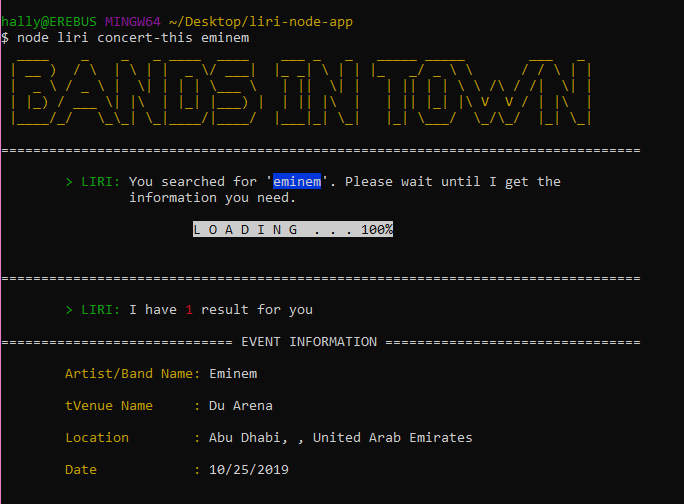 hally@EREBUS MINGW64 ~/Desktop/liri-node-app
$ node liri concert-this eminem
BANDS IN TOWN
================================================================================
> LIRI: You searched for 'eminem'. Please wait until I get the
information you need.
L O A D I N G . . . 100%
================================================================================
> LIRI: I have 1 result for you
============================= EVENT INFORMATION ================================
Artist/Band Name: Eminem
tVenue Name : Du Arena
Location : Abu Dhabi, , United Arab Emirates
Date : 10/25/2019